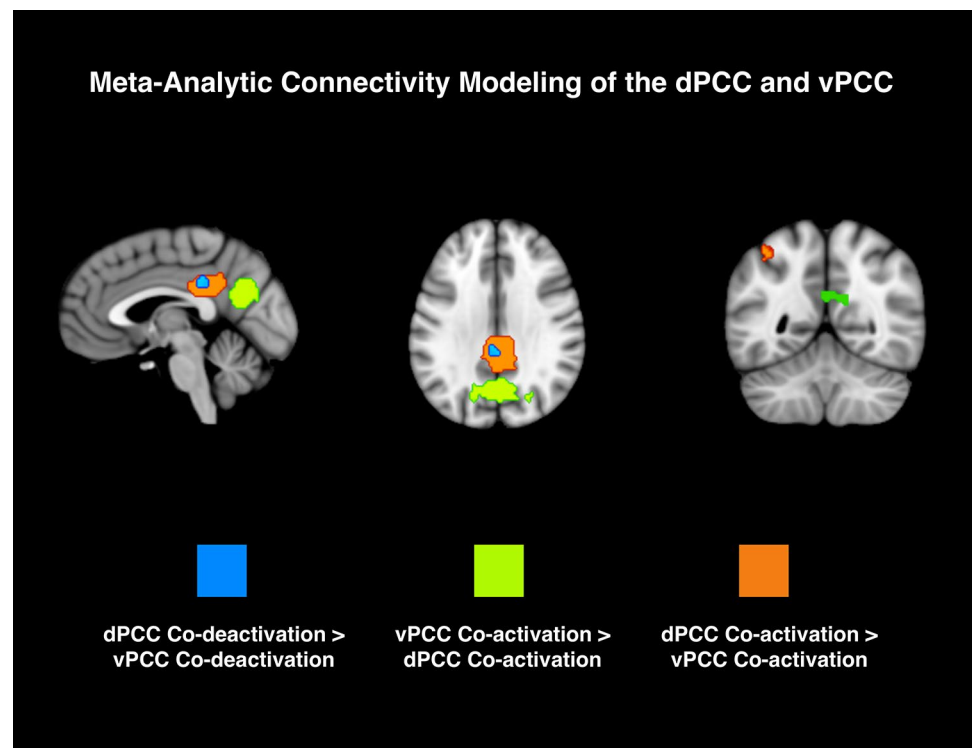 Meta-Analytic Connectivity Modeling of the dPCC and vPCC
dPCC Co-deactivation >
vPCC Co-deactivation
vPCC Co-activation >
dPCC Co-activation
dPCC Co-activation >
vPCC Co-activation